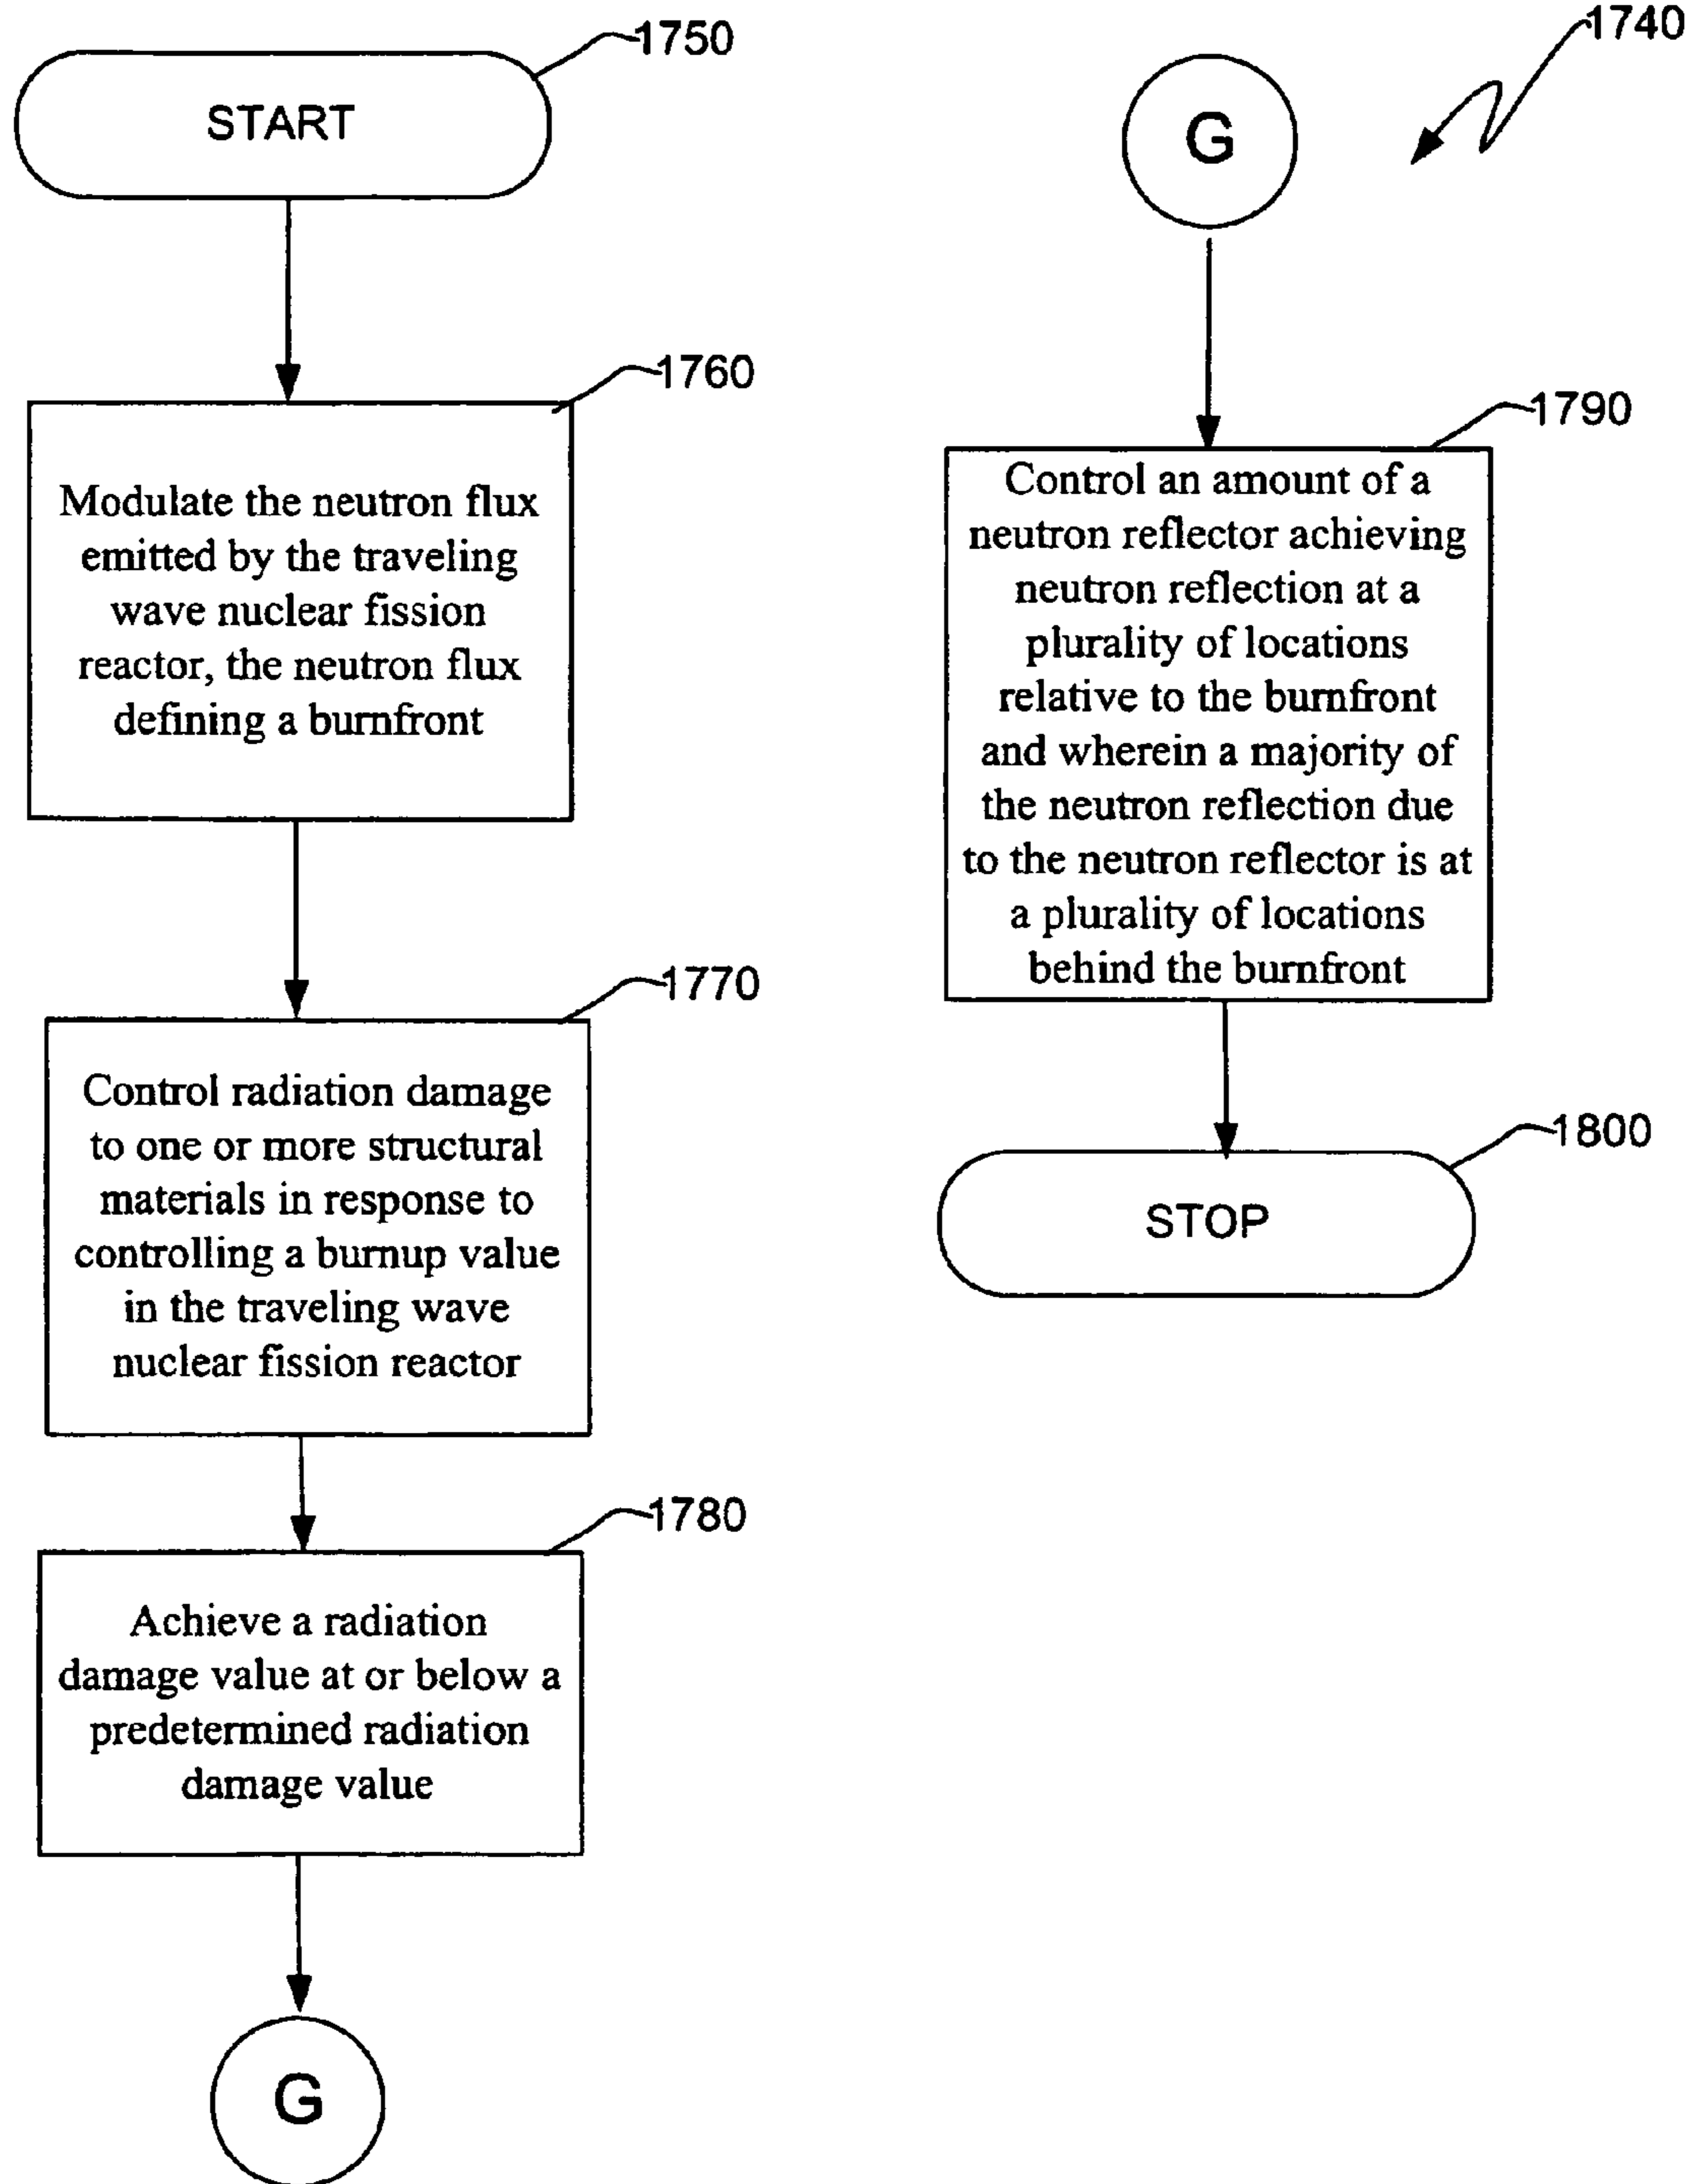 1750
START
1760
Modulate the neutron flux
emitted by the traveling
wave nuclear fission
reactor, the neutron flux
defining a burnfront
1770
Control radiation damage
to one or more structural
materials in response to
controlling a burnup value
in the traveling wave
nuclear fission reactor
1780
Achieve a radiation
damage value at or below a
predetermined radiation
damage value
G
1740
G
1790
Control an amount of a
neutron reflector achieving
neutron reflection at a
plurality of locations
relative to the burnfront
and wherein a majority of
the neutron reflection due
to the neutron reflector is at
a plurality of locations
behind the burnfront
1800
STOP